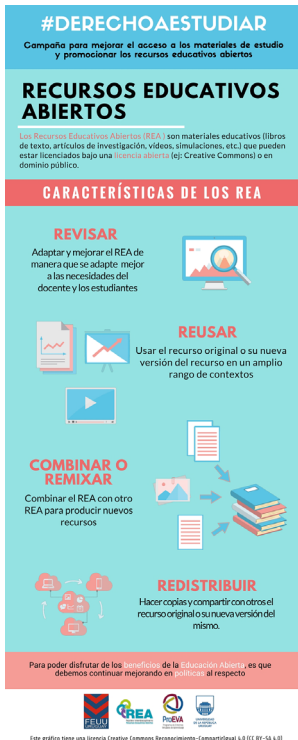 #DERECHOAESTUDIAR
Campaña para mejorar el acceso a los materiales de estudio
y promocionar los recursos educativos abiertos
RECURSOS EDUCATIVOS
ABIERTOS
Los Recursos Educativos Abiertos (REA ) son materiales educativos (libros
de texto, artículos de investigación, vídeos, simulaciones, etc.) que pueden
estar licenciados bajo una licencia abierta (ej: Creative Commons) o en
dominio público.
CARACTERÍSTICAS DE LOS REA
REVISAR
Adaptar y mejorar el REA de
manera que se adapte mejor
a las necesidades del
docente y los estudiantes
REUSAR
Usar el recurso original o su nueva
versión del recurso en un amplio
rango de contextos
COMBINAR O
REMIXAR
Combinar el REA con otro
REA para producir nuevos
recursos
REDISTRIBUIR
Hacer copias y compartir con otros el
recurso original o su nueva versión del
mismo.
Para poder disfrutar de los beneficios de la Educación Abierta, es que
debemos continuar mejorando en políticas al respecto
FEUU
REA
ProEVA
UNIVERSIDAD
DE LA REPÚBLICA
URUGUAY
Este gráfico tiene una licencia Creative Commons Reconocimiento-CompartirIgual 4.0 (CC BY-SA 4.0)